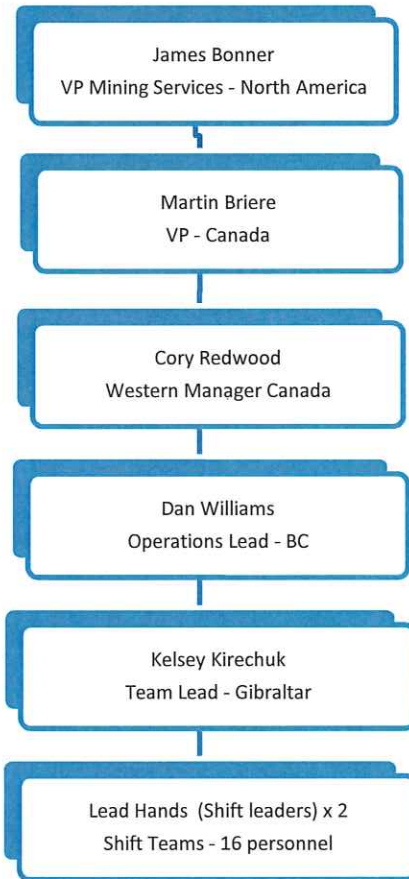 James Bonner
VP Mining Services - North America
Martin Briere
VP - Canada
Cory Redwood
Western Manager Canada
Dan Williams
Operations Lead - BC
Kelsey Kirechuk
Team Lead - Gibraltar
Lead Hands (Shift leaders) x 2
Shift Teams - 16 personnel